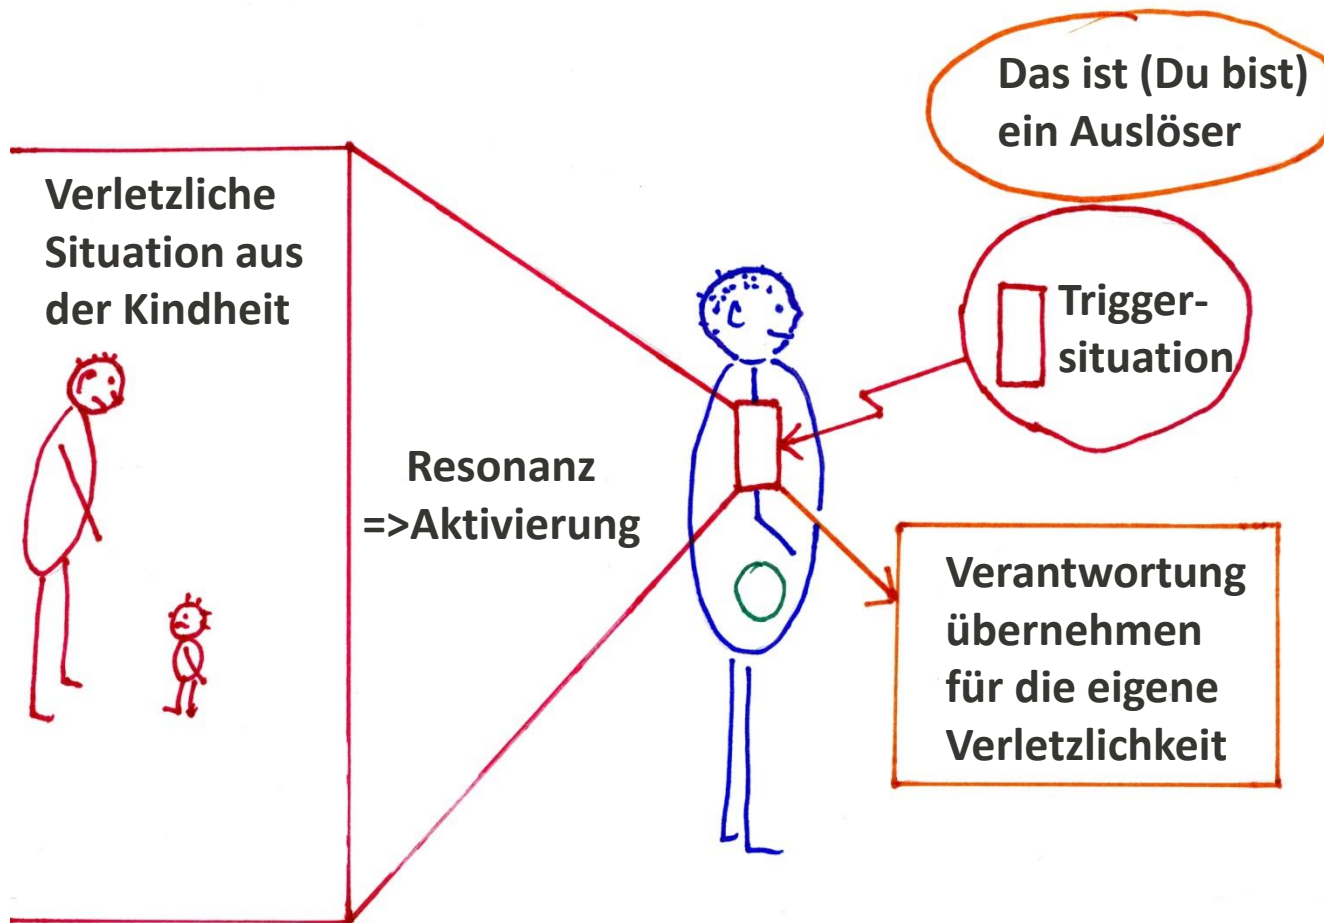 Das ist (Du bist)
ein Auslöser
Verletzliche
Situation aus
der Kindheit
Trigger-
situation
Resonanz
=>Aktivierung
Verantwortung
übernehmen
für die eigene
Verletzlichkeit